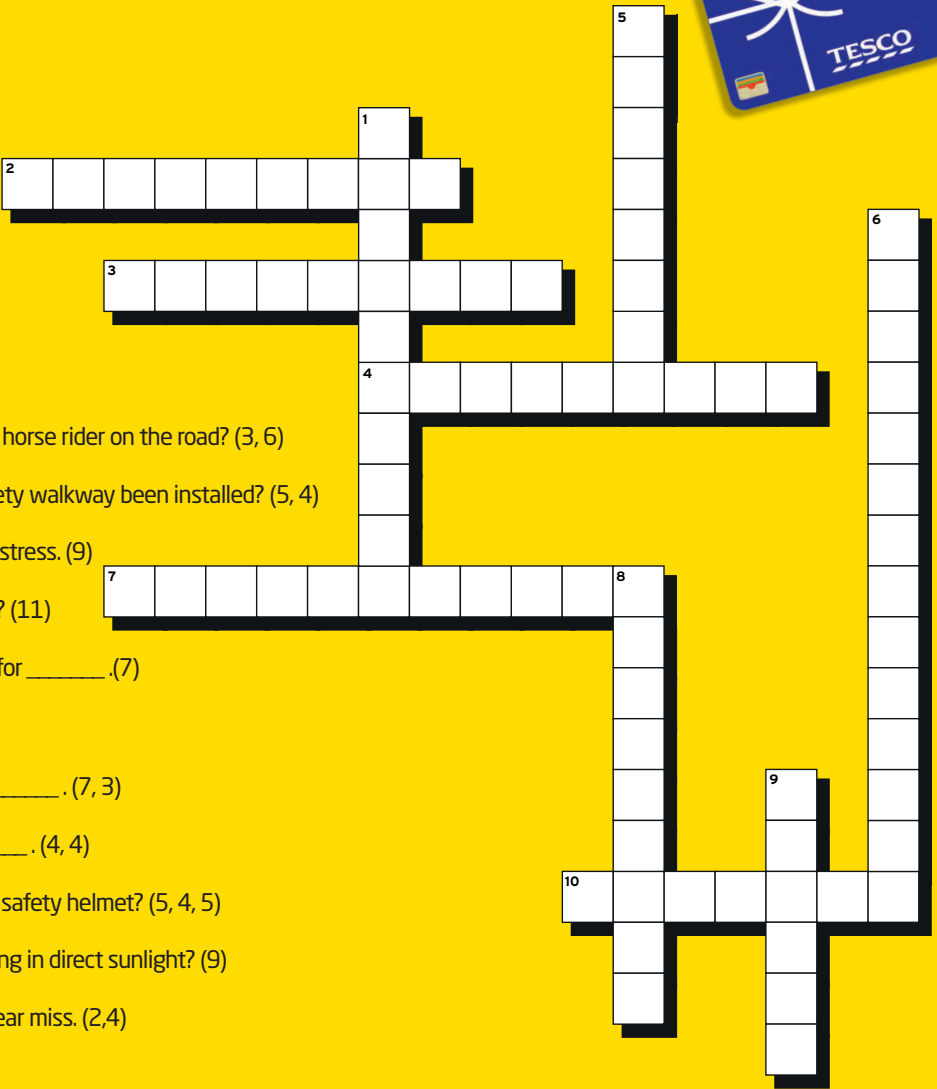 TESCO
5
1
2
6
3
4
horse rider on the road? (3, 6)
ety walkway been installed? (5, 4)
stress. (9)
7
8
? (11)
for _______ .(7)
______ . (7, 3)
9
___ . (4, 4)
10
safety helmet? (5, 4, 5)
ng in direct sunlight? (9)
ear miss. (2,4)